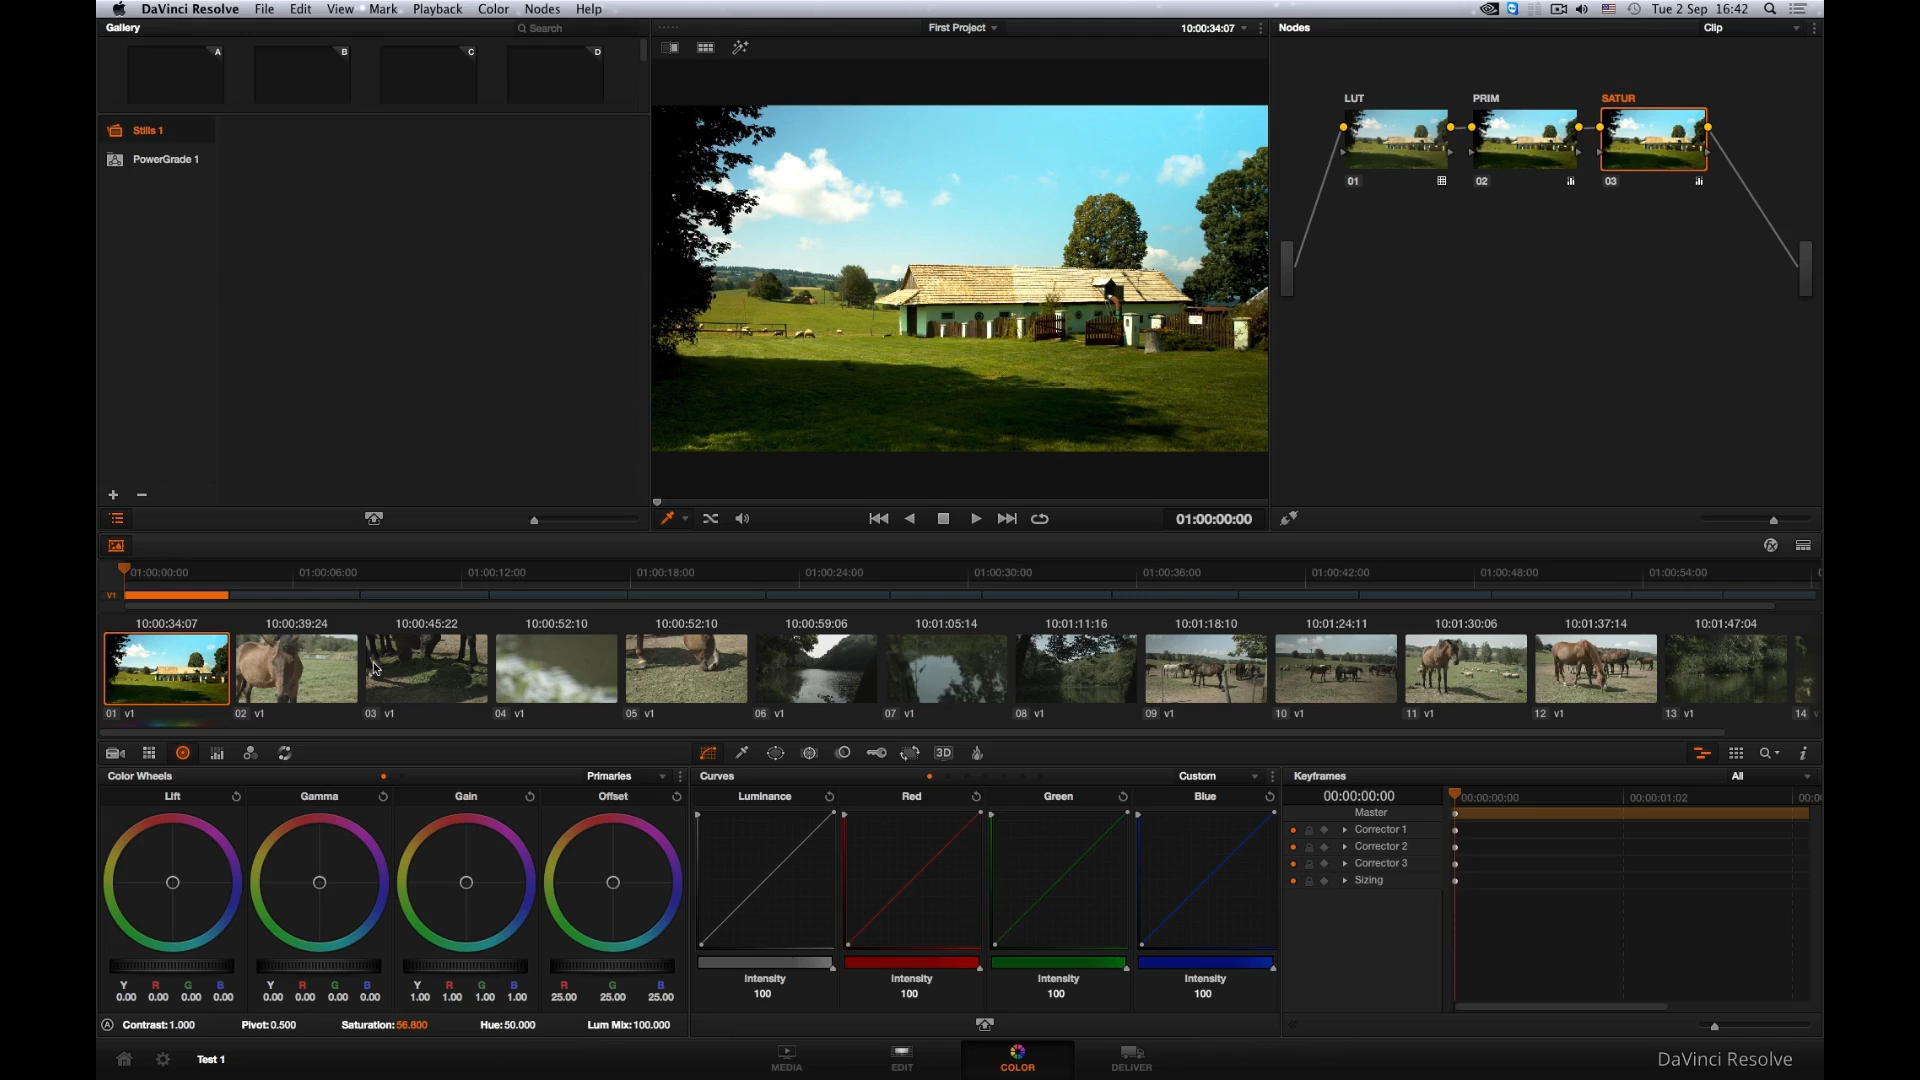 DaVinci Resolve File Edit View Mark Playback Color Nodes Help Tue 2 Sep 16:42
Gallery Search First Project 10:00:34:07 Nodes Clip
A B C D
Stills 1
PowerGrade 1
LUT PRIM SATUR
01 02 03
01:00:00:00
01:00:00:00 01:00:06:00 01:00:12:00 01:00:18:00 01:00:24:00 01:00:30:00 01:00:36:00 01:00:42:00 01:00:48:00 01:00:54:00
V1
10:00:34:07 10:00:39:24 10:00:45:22 10:00:52:10 10:00:52:10 10:00:59:06 10:01:05:14 10:01:11:16 10:01:18:10 10:01:24:11 10:01:30:06 10:01:37:14 10:01:47:04
01 V1 02 V1 03 V1 04 V1 05 V1 06 V1 07 V1 08 V1 09 V1 10 V1 11 V1 12 V1 13 V1 14
3D
Color Wheels Primaries Curves Custom Keyframes All
Lift Gamma Gain Offset Luminance Red Green Blue
00:00:00:00 00:00:00:00 00:00:01:02
Master
Corrector 1
Corrector 2
Corrector 3
Sizing
Y R G B Y R G B Y R G B R G B
0.00 0.00 0.00 0.00 0.00 0.00 0.00 0.00 1.00 1.00 1.00 1.00 25.00 25.00 25.00
Intensity Intensity Intensity Intensity
100 100 100 100
A Contrast:1.000 Pivot:0.500 Saturation:56.800 Hue:50.000 Lum Mix:100.000
Test 1
MEDIA EDIT COLOR DELIVER
DaVinci Resolve